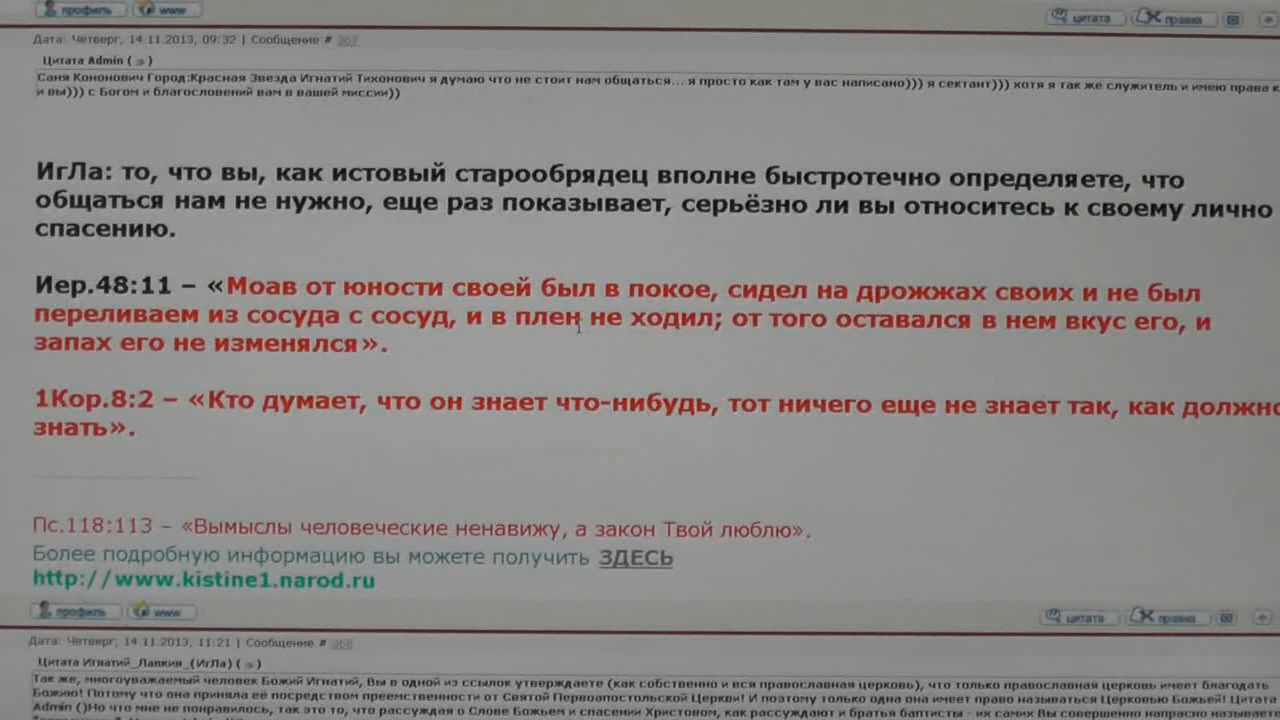 профиль www цитата правка
Дата: Четверг, 14.11.2013, 09:32 | Сообщение # 367
Цитата Admin ( )
Саня Кононович Город:Красная Звезда Игнатий Тихонович я думаю что не стоит нам общаться... я просто как там у вас написано))) я сектант))) хотя я так же служитель и имею права к
и вы))) с Богом и благословений вам в вашей миссии))
ИгЛа: то, что вы, как истовый старообрядец вполне быстротечно определяете, что
общаться нам не нужно, еще раз показывает, серьёзно ли вы относитесь к своему лично
спасению.
Иер.48:11 – «Моав от юности своей был в покое, сидел на дрожжах своих и не был
переливаем из сосуда с сосуд, и в плен не ходил; от того оставался в нем вкус его, и
запах его не изменялся».
1Кор.8:2 – «Кто думает, что он знает что-нибудь, тот ничего еще не знает так, как должно
знать».
Пс.118:113 – «Вымыслы человеческие ненавижу, а закон Твой люблю».
Более подробную информацию вы можете получить ЗДЕСЬ
http://www.kistine1.narod.ru
профиль www цитата правка
Дата: Четверг, 14.11.2013, 11:21 | Сообщение # 368
Цитата Игнатий_Лапкин_(ИгЛа) ( )
Так же, многоуважаемый человек Божий Игнатий, Вы в одной из ссылок утверждаете (как собственно и вся православная церковь), что только православная церковь имеет благодать
Божию! Потому что она приняла её посредством преемственности от Святой Первоапостольской Церкви! И поэтому только одна она имеет право называться Церковью Божьей! Цитата
Admin ()Но что мне не понравилось, так это то, что рассуждая о Слове Божьем и спасении Христовом, как рассуждают и братья баптисты - их самих Вы совершенно напрасно называете